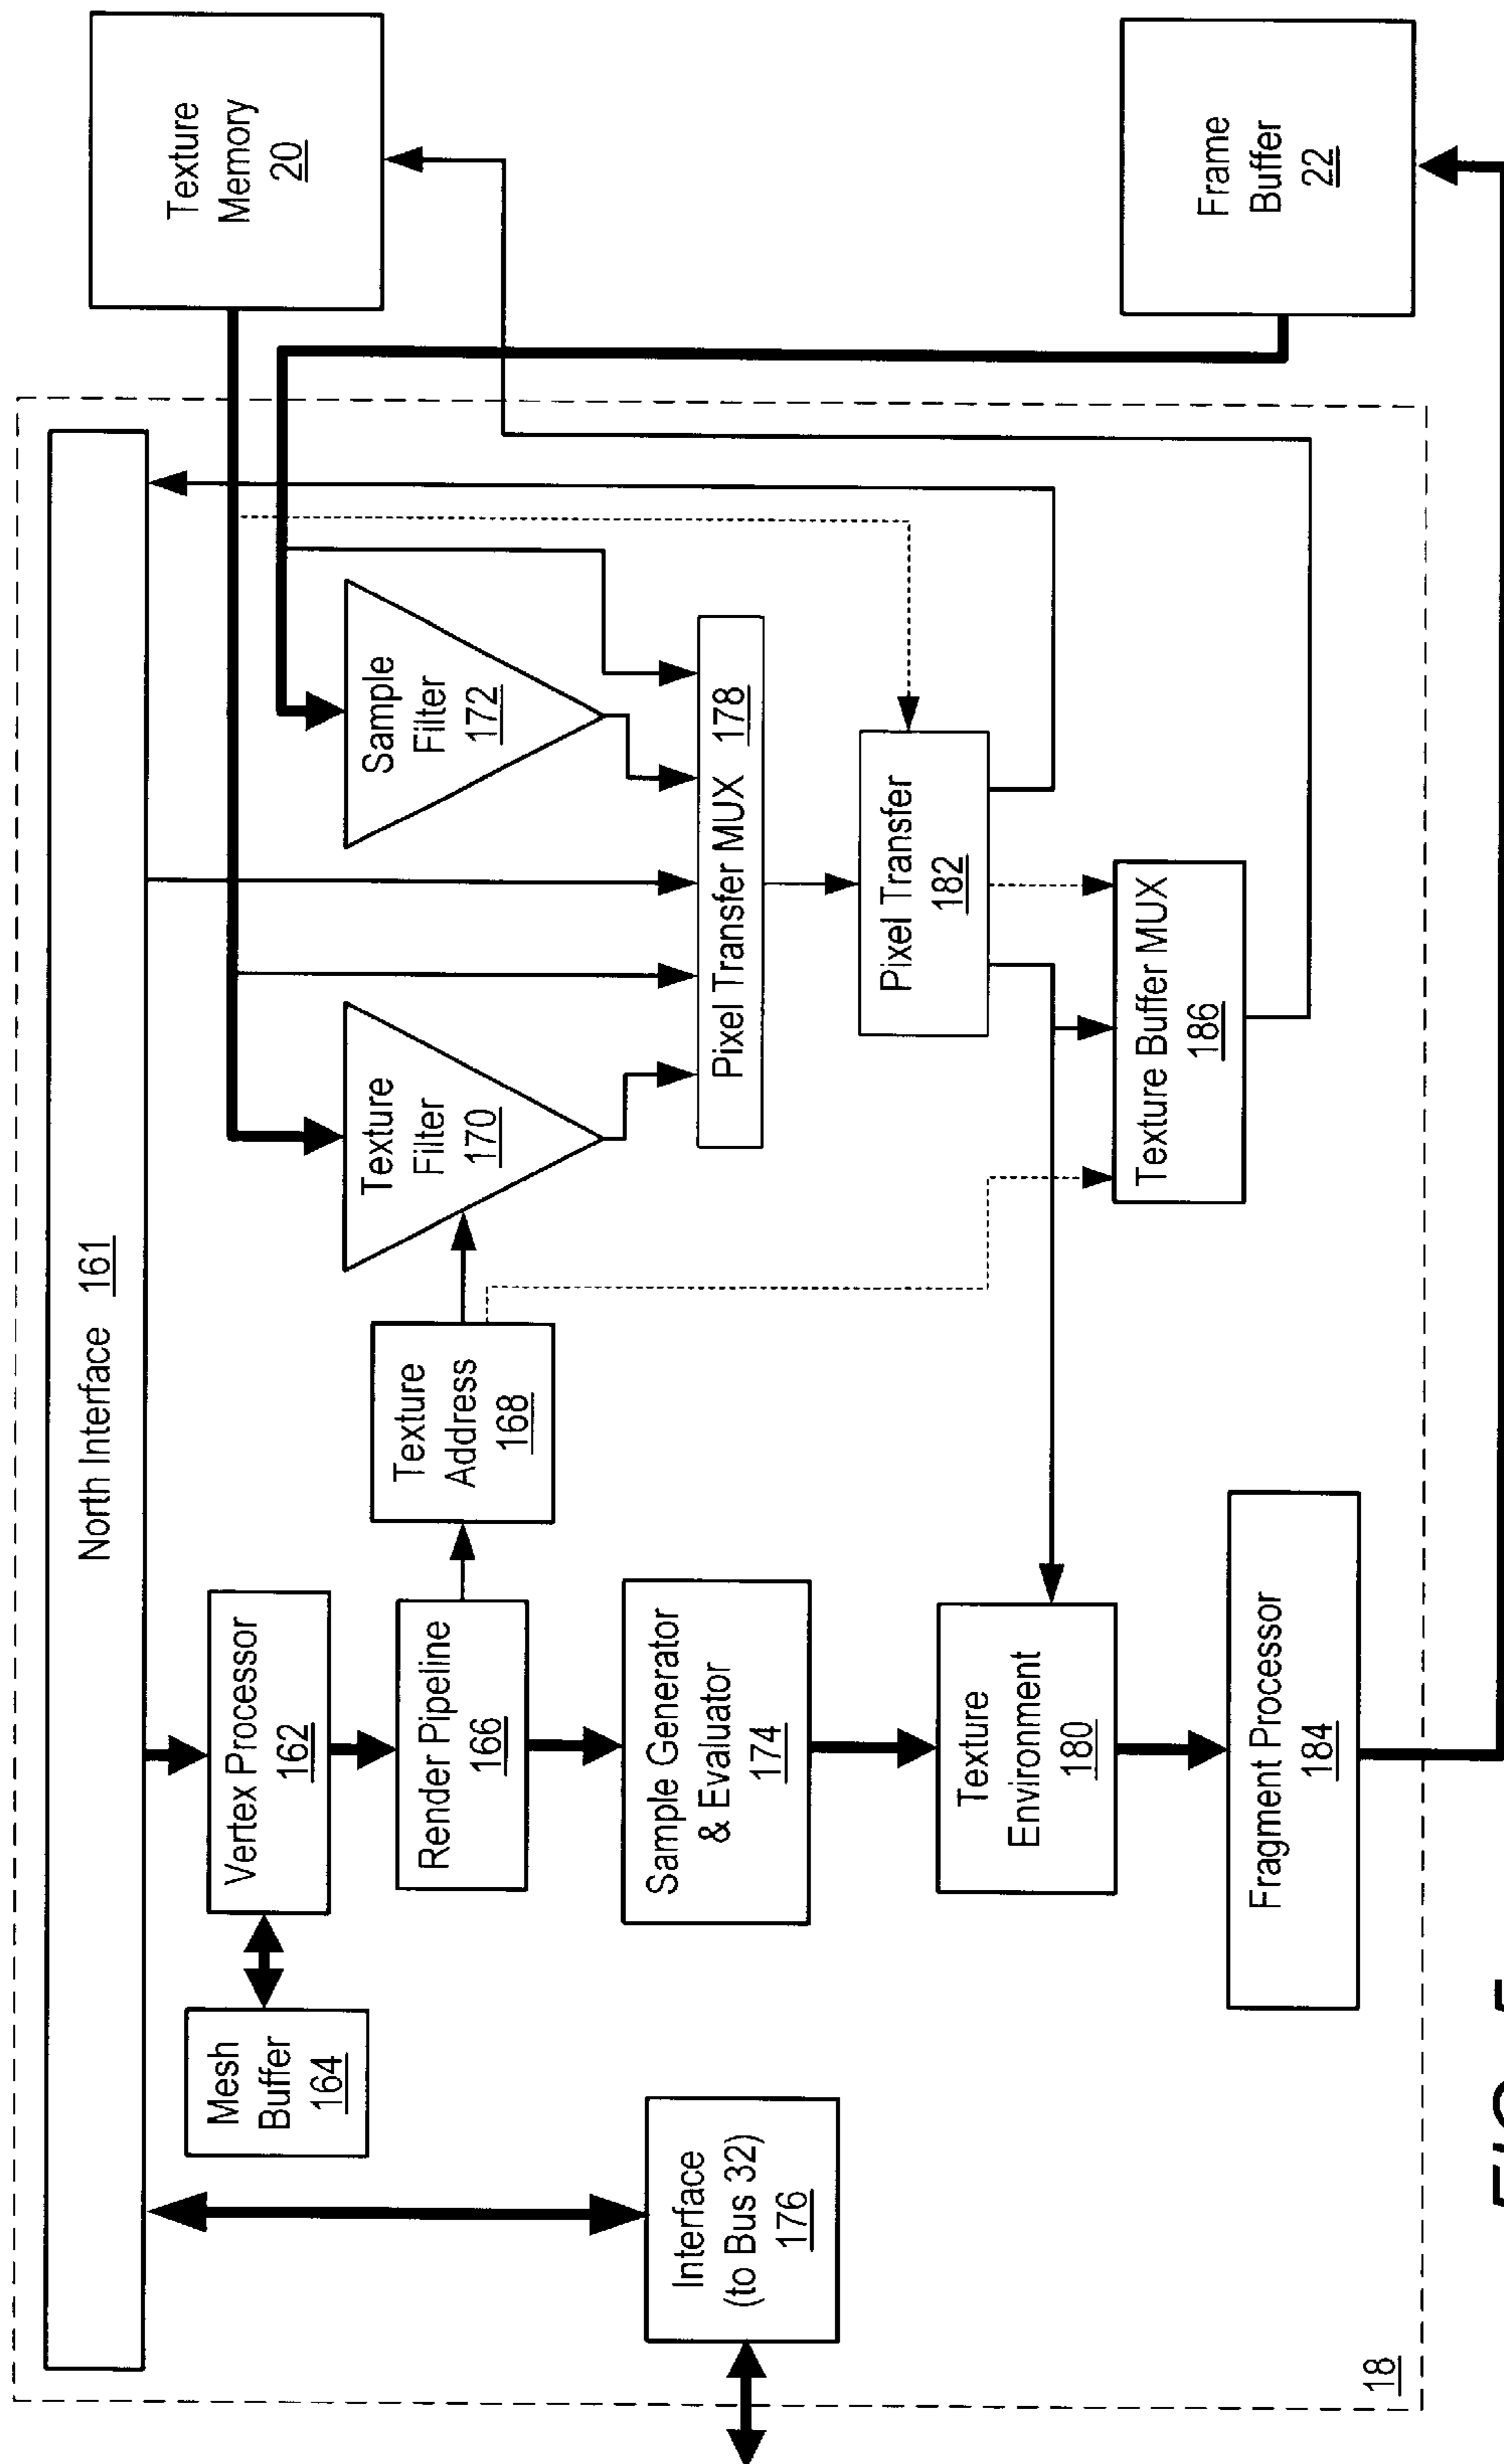 North Interface 161
Texture
Memory
20
Vertex Processor
162
Mesh
Buffer
164
Render Pipeline
166
Texture
Address
168
Texture
Filter
170
Sample
Filter
172
Interface
(to Bus 32)
176
Sample Generator
& Evaluator
174
Pixel Transfer MUX 178
Pixel Transfer
182
Texture
Environment
180
Texture Buffer MUX
186
Frame
Buffer
22
Fragment Processor
184
18